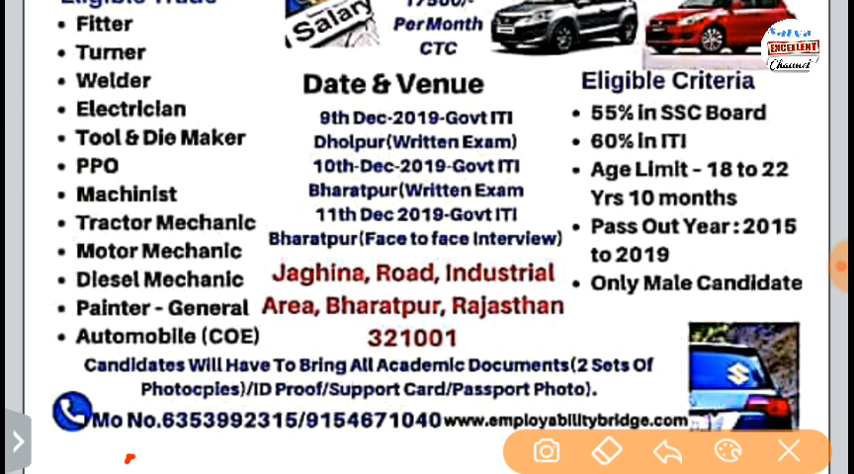 Eligible Trade
• Fitter
• Turner
• Welder
• Electrician
• Tool & Die Maker
• PPO
• Machinist
• Tractor Mechanic
• Motor Mechanic
• Diesel Mechanic
• Painter - General
• Automobile (COE)
Salary
17500/-
Per Month
CTC
Date & Venue
9th Dec-2019-Govt ITI
Dholpur(Written Exam)
10th-Dec-2019-Govt ITI
Bharatpur(Written Exam
11th Dec 2019-Govt ITI
Bharatpur(Face to face Interview)
Jaghina, Road, Industrial
Area, Bharatpur, Rajasthan
321001
EXCELLENT
Channel
Eligible Criteria
• 55% in SSC Board
• 60% in ITI
• Age Limit - 18 to 22
Yrs 10 months
• Pass Out Year : 2015
to 2019
• Only Male Candidate
Candidates Will Have To Bring All Academic Documents(2 Sets Of
Photocpies)/ID Proof/Support Card/Passport Photo).
Mo No.6353992315/9154671040 www.employabilitybridge.com